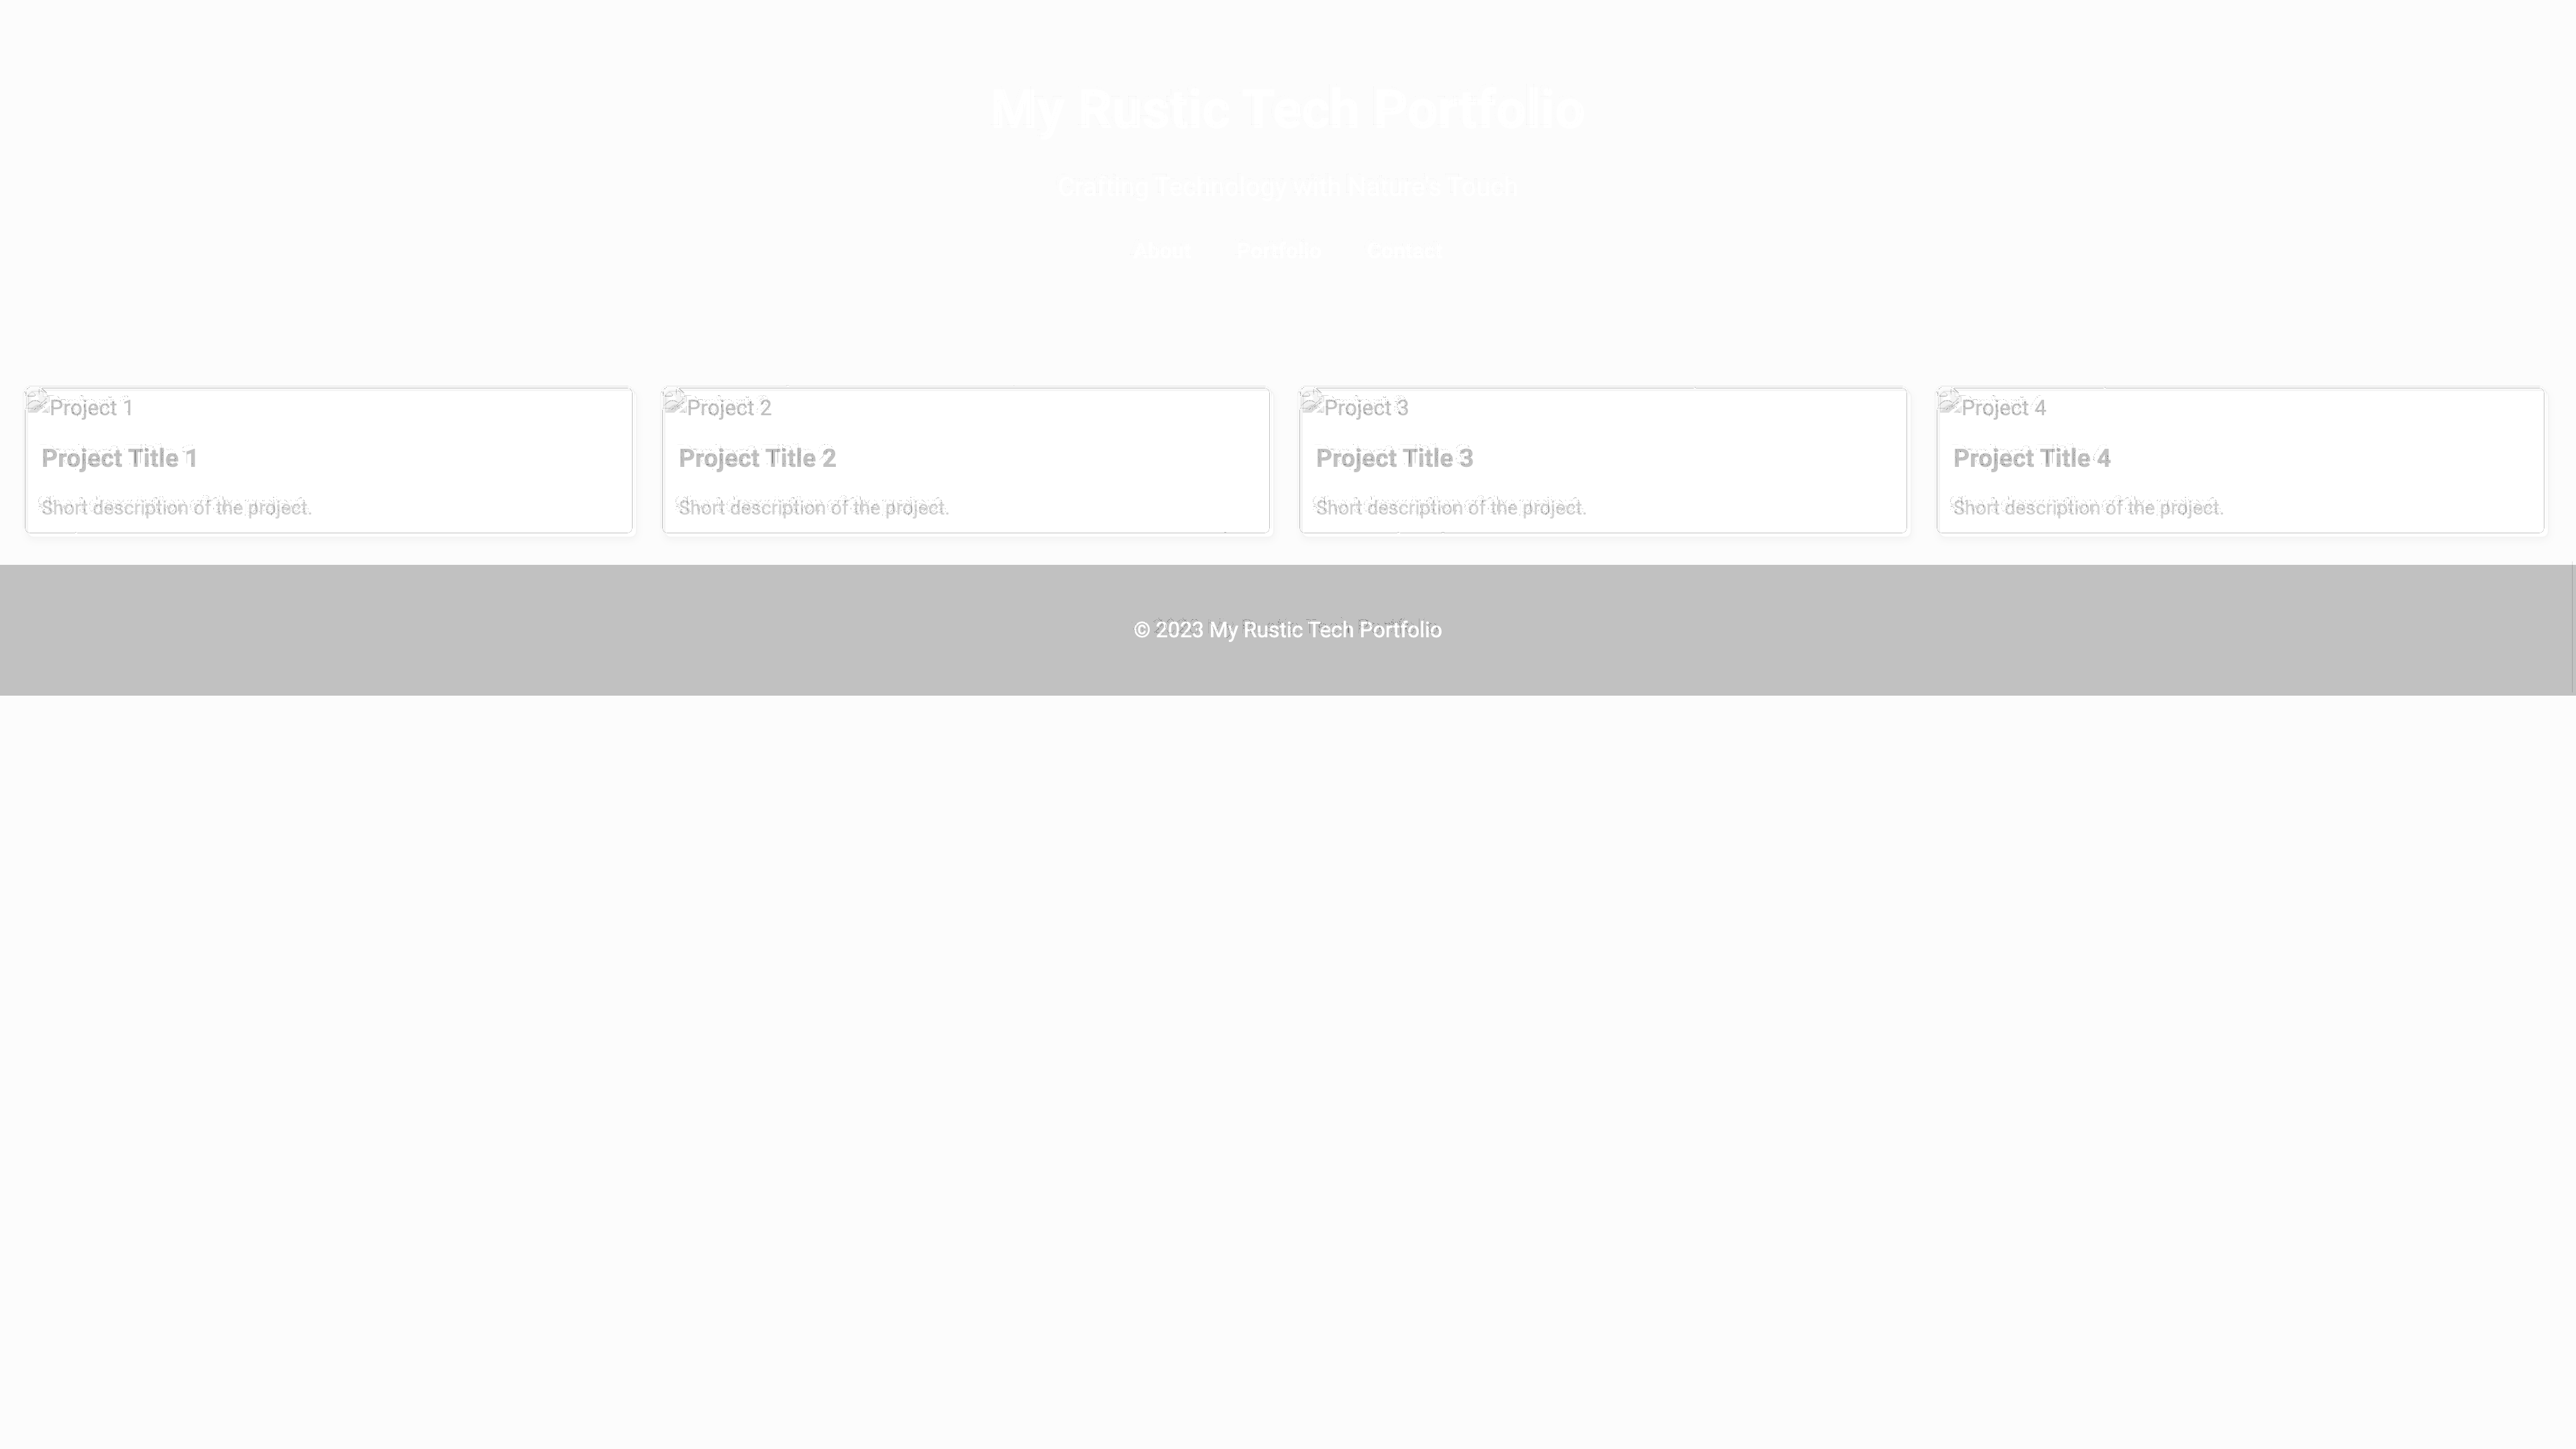 My Rustic Tech Portfolio
Crafting Technology with Nature's Touch
About Portfolio Contact
Project 1 Project 2 Project 3 Project 4
Project Title 1 Project Title 2 Project Title 3 Project Title 4
Short description of the project. Short description of the project. Short description of the project. Short description of the project.
© 2023 My Rustic Tech Portfolio